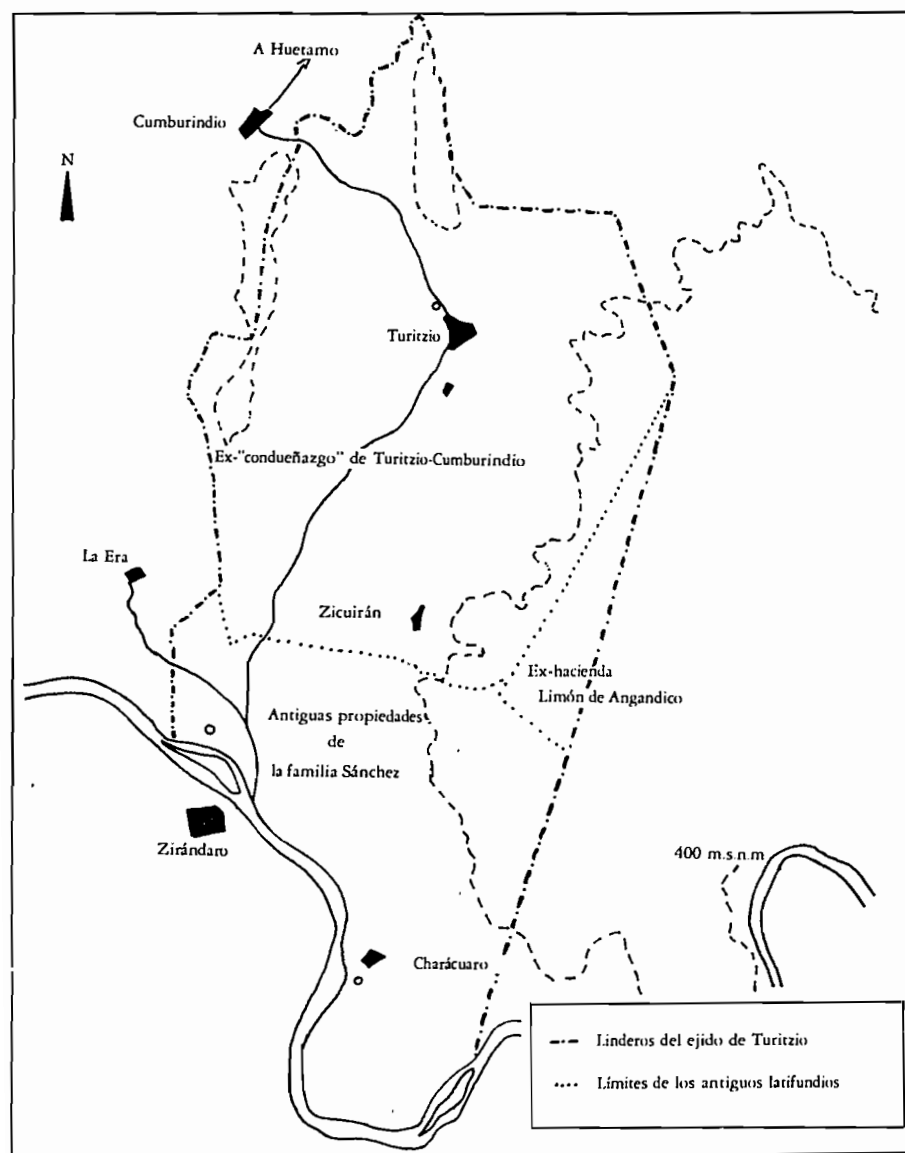 A Huetamo
Cumburindio
N
Turitzio
Ex-"condueñazgo" de Turitzio-Cumburindio
La Era
Zicuirán
Ex-hacienda
Limón de Angandico
Antiguas propiedades
de
la familia Sánchez
Zirándaro
400 m.s.n.m
Charácuaro
Linderos del ejido de Turitzio
Límites de los antiguos latifundios